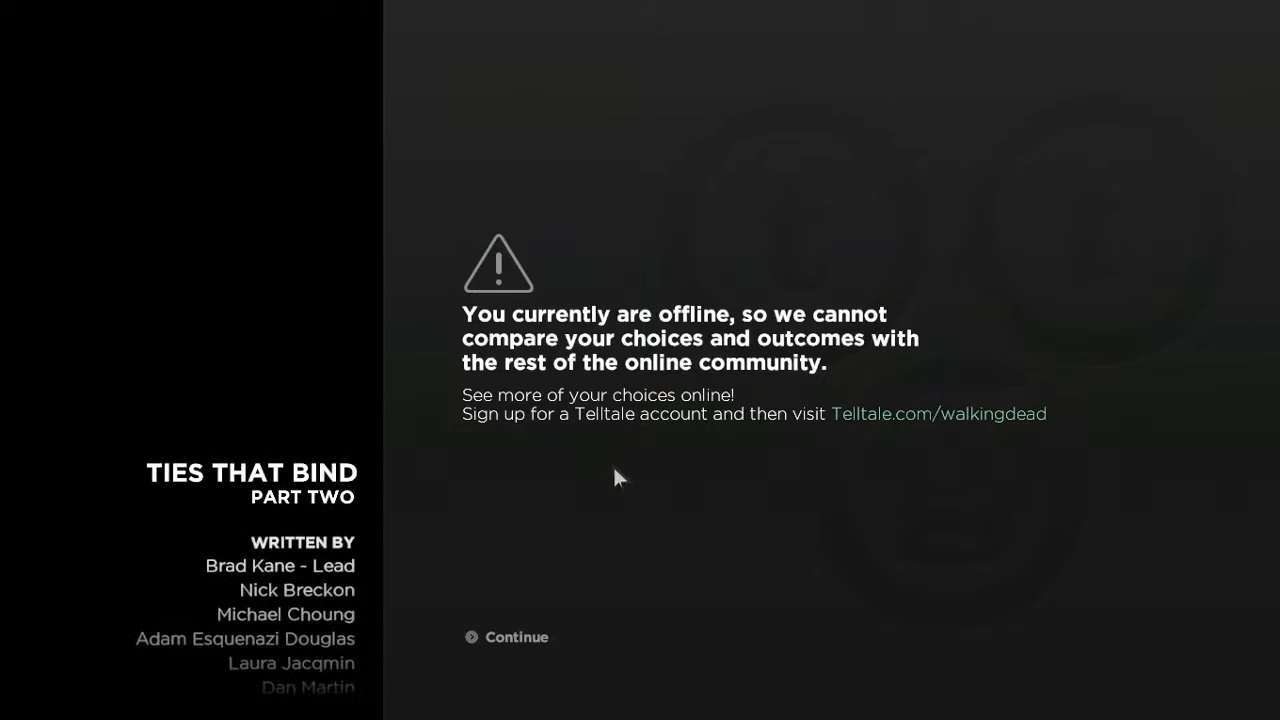 You currently are offline, so we cannot
compare your choices and outcomes with
the rest of the online community.
See more of your choices online!
Sign up for a Telltale account and then visit Telltale.com/walkingdead
Continue
TIES THAT BIND
PART TWO
WRITTEN BY
Brad Kane - Lead
Nick Breckon
Michael Choung
Adam Esquenazi Douglas
Laura Jacqmin
Dan Martin